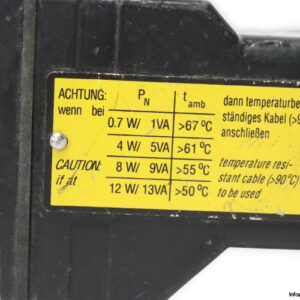 ACHTUNG: P_N t_amb dann temperaturbe-
wenn bei 0.7 W/ 1VA >67 °C ständiges Kabel (>9
4 W/ 5VA >61 °C anschließen
CAUTION: 8 W/ 9VA >55 °C temperature resi-
if at 12 W/ 13VA >50 °C stant cable (>90°C)
to be used